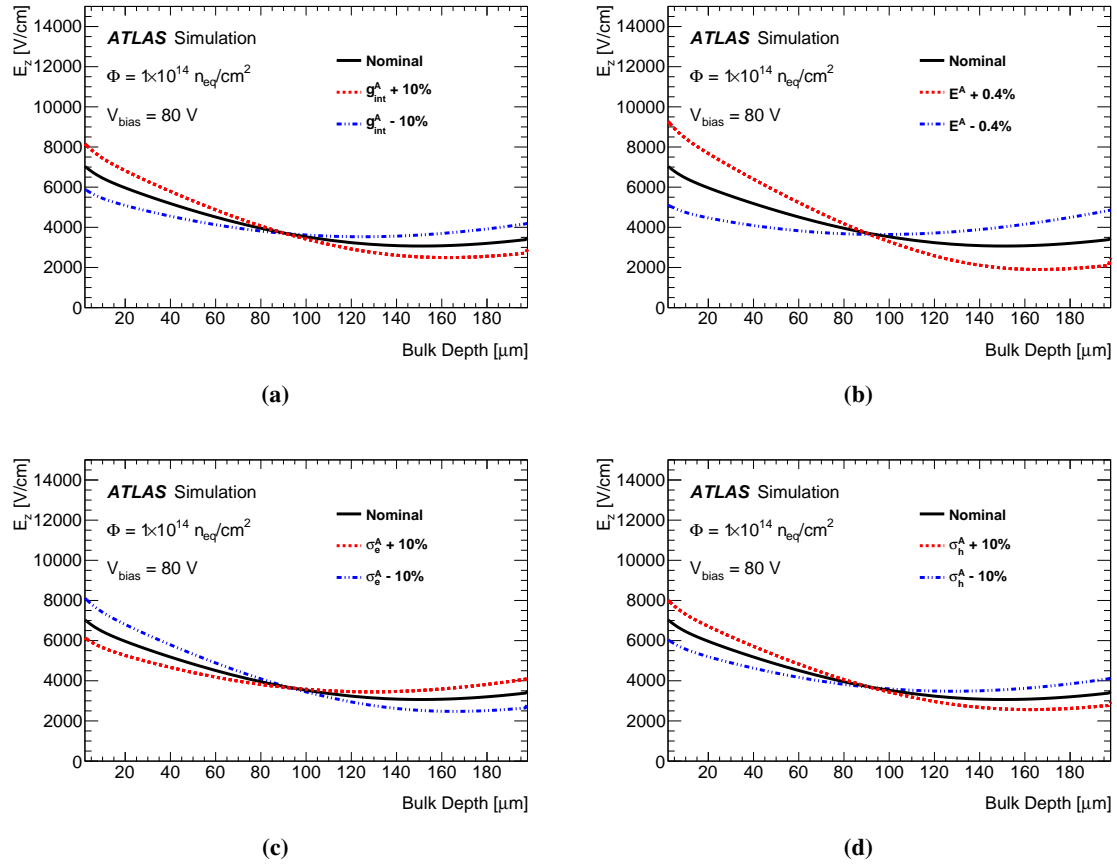 E_z [V/cm]
14000
12000
10000
8000
6000
4000
2000
0
ATLAS Simulation
Φ = 1×10^14 n_eq/cm^2
V_bias = 80 V
Nominal
g_int^A + 10%
g_int^A - 10%
20 40 60 80 100 120 140 160 180
Bulk Depth [μm]
(a)
E_z [V/cm]
14000
12000
10000
8000
6000
4000
2000
0
ATLAS Simulation
Φ = 1×10^14 n_eq/cm^2
V_bias = 80 V
Nominal
E^A + 0.4%
E^A - 0.4%
20 40 60 80 100 120 140 160 180
Bulk Depth [μm]
(b)
E_z [V/cm]
14000
12000
10000
8000
6000
4000
2000
0
ATLAS Simulation
Φ = 1×10^14 n_eq/cm^2
V_bias = 80 V
Nominal
σ_e^A + 10%
σ_e^A - 10%
20 40 60 80 100 120 140 160 180
Bulk Depth [μm]
(c)
E_z [V/cm]
14000
12000
10000
8000
6000
4000
2000
0
ATLAS Simulation
Φ = 1×10^14 n_eq/cm^2
V_bias = 80 V
Nominal
σ_h^A + 10%
σ_h^A - 10%
20 40 60 80 100 120 140 160 180
Bulk Depth [μm]
(d)